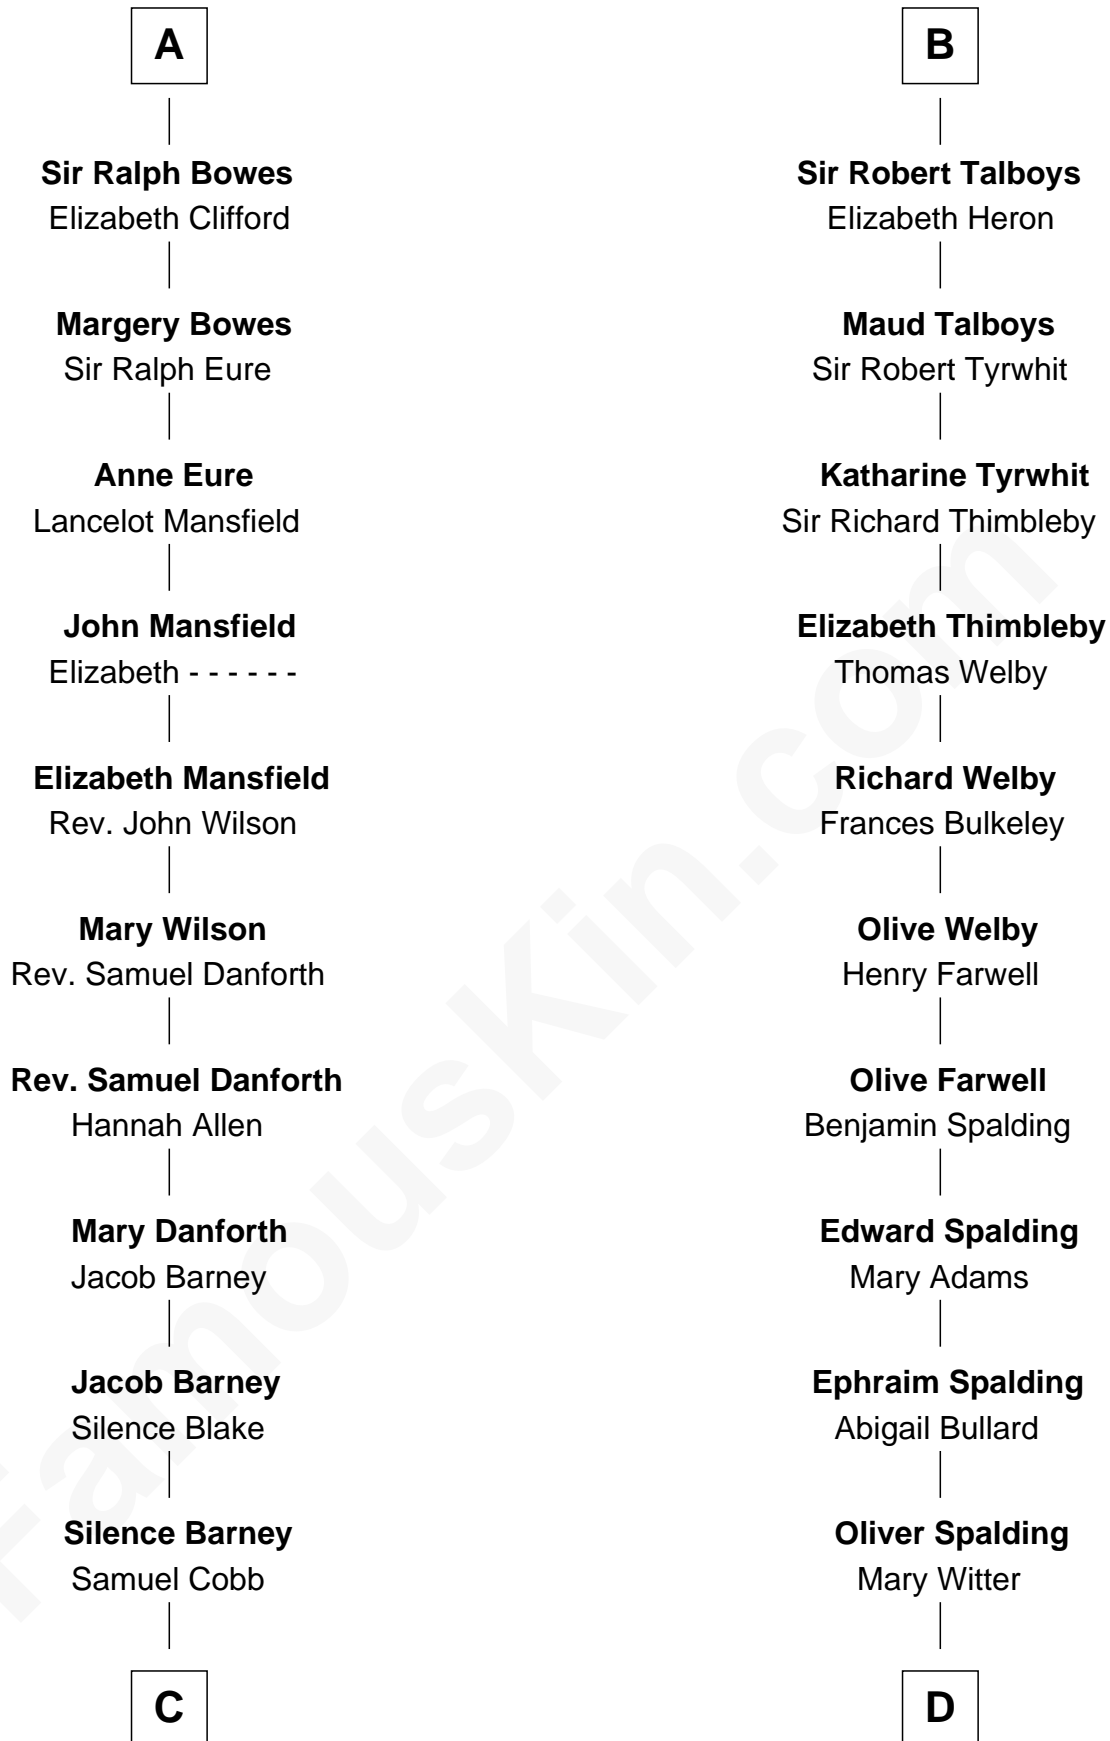 A
Sir Ralph Bowes
Elizabeth Clifford
Margery Bowes
Sir Ralph Eure
Anne Eure
Lancelot Mansfield
John Mansfield
Elizabeth - - - - - -
Elizabeth Mansfield
Rev. John Wilson
Mary Wilson
Rev. Samuel Danforth
Rev. Samuel Danforth
Hannah Allen
Mary Danforth
Jacob Barney
Jacob Barney
Silence Blake
Silence Barney
Samuel Cobb
C
B
Sir Robert Talboys
Elizabeth Heron
Maud Talboys
Sir Robert Tyrwhit
Katharine Tyrwhit
Sir Richard Thimbleby
Elizabeth Thimbleby
Thomas Welby
Richard Welby
Frances Bulkeley
Olive Welby
Henry Farwell
Olive Farwell
Benjamin Spalding
Edward Spalding
Mary Adams
Ephraim Spalding
Abigail Bullard
Oliver Spalding
Mary Witter
D
FamousKin.com